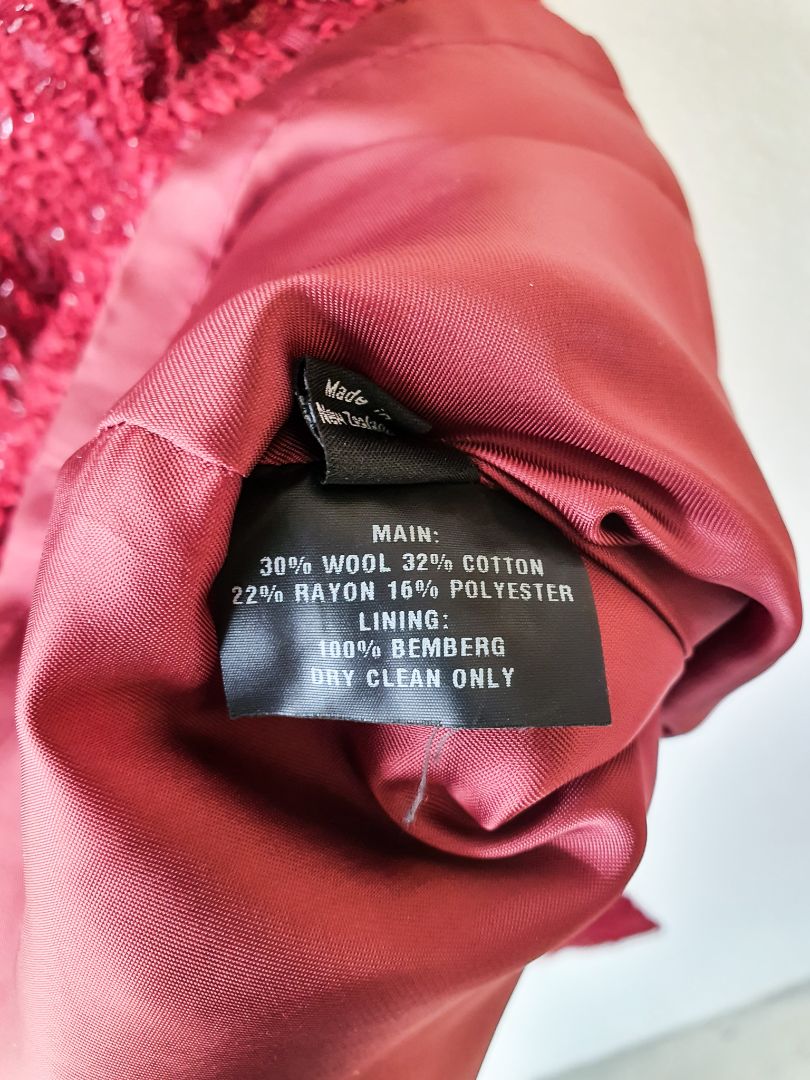 Made in
New Zealand
MAIN:
30% WOOL 32% COTTON
22% RAYON 16% POLYESTER
LINING:
100% BEMBERG
DRY CLEAN ONLY